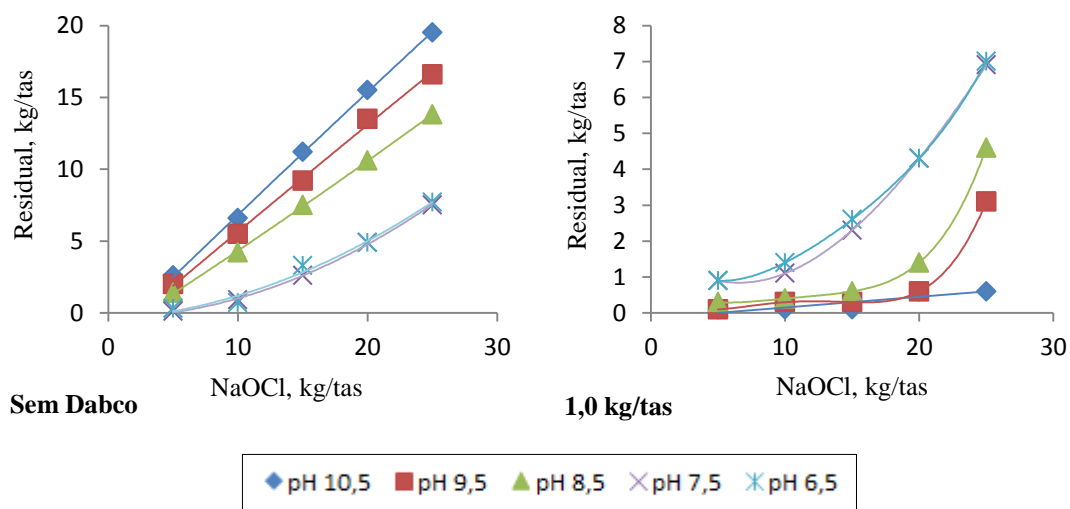 Residual, kg/tas
20
15
10
5
0
0 10 20 30
NaOCl, kg/tas
Sem Dabco
Residual, kg/tas
8
7
6
5
4
3
2
1
0
0 10 20 30
NaOCl, kg/tas
1,0 kg/tas
pH 10,5 pH 9,5 pH 8,5 pH 7,5 pH 6,5